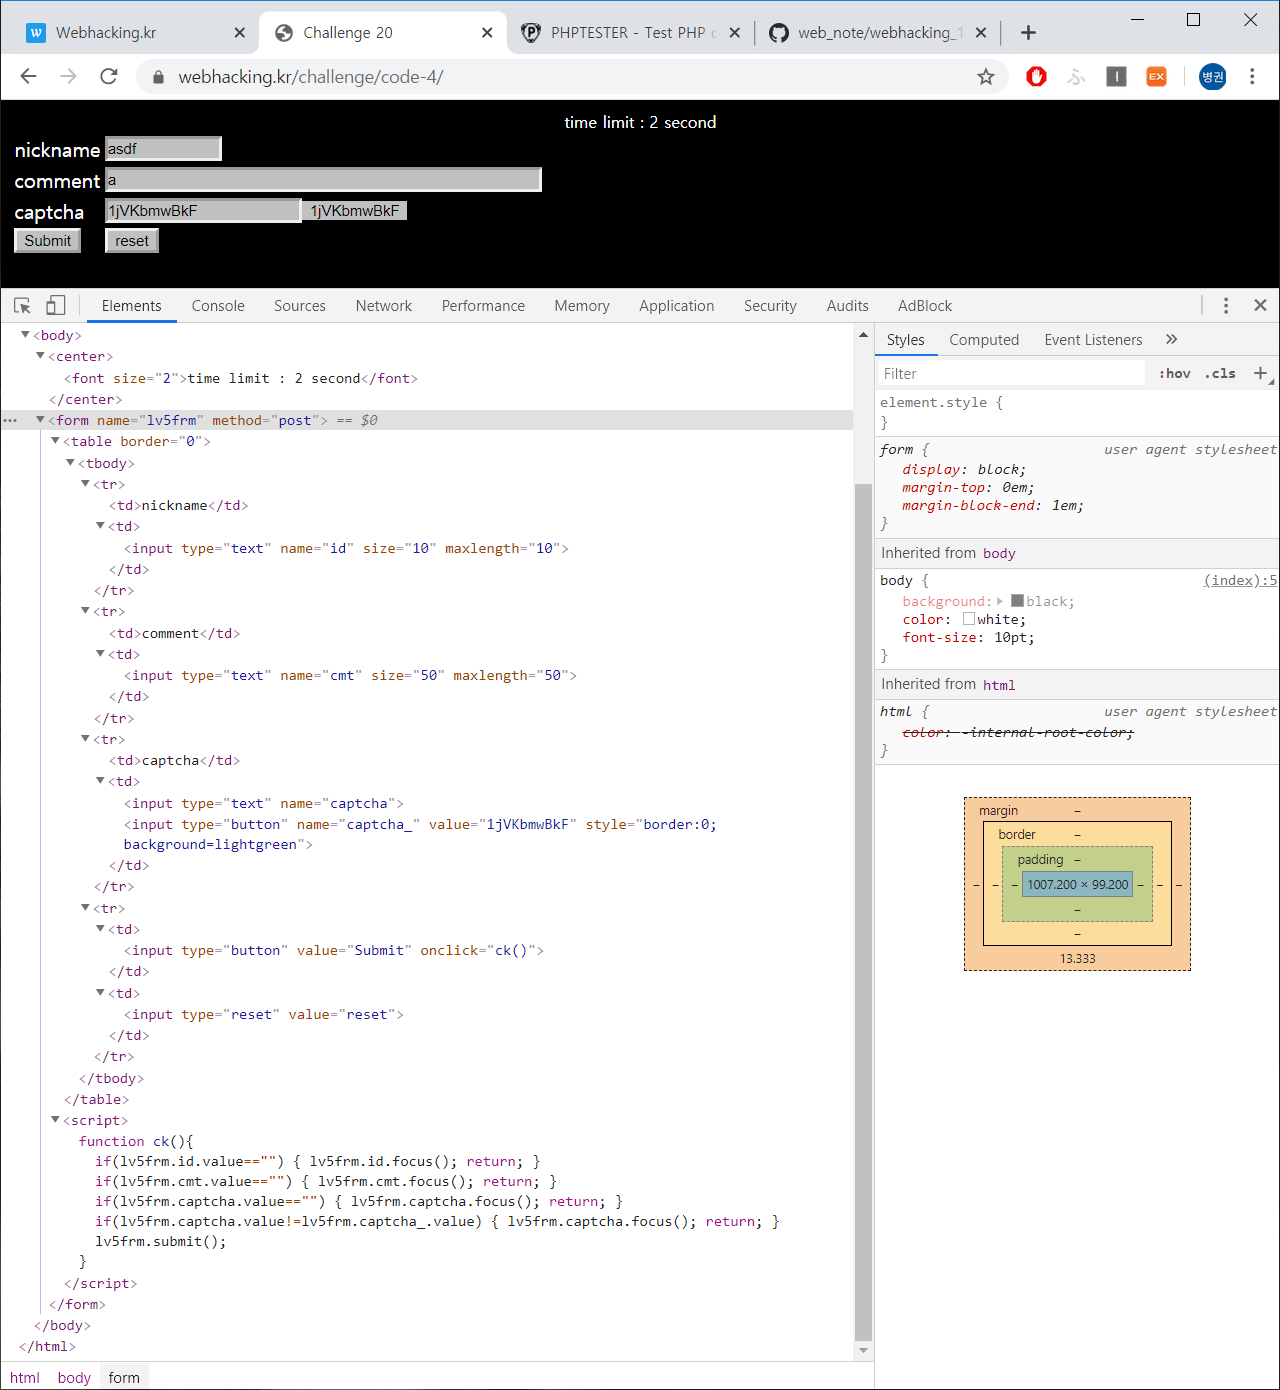 Webhacking.kr
Challenge 20
PHPTESTER - Test PHP c
web_note/webhacking_1
webhacking.kr/challenge/code-4/
EX
병권
time limit : 2 second
nickname asdf
comment a
captcha 1jVKbmwBkF 1jVKbmwBkF
Submit reset
Elements Console Sources Network Performance Memory Application Security Audits AdBlock
<body>
<center>
<font size="2">time limit : 2 second</font>
</center>
<form name="lv5frm" method="post"> == $0
<table border="0">
<tbody>
<tr>
<td>nickname</td>
<td>
<input type="text" name="id" size="10" maxlength="10">
</td>
</tr>
<tr>
<td>comment</td>
<td>
<input type="text" name="cmt" size="50" maxlength="50">
</td>
</tr>
<tr>
<td>captcha</td>
<td>
<input type="text" name="captcha">
<input type="button" name="captcha_" value="1jVKbmwBkF" style="border:0;
background=lightgreen">
</td>
</tr>
<tr>
<td>
<input type="button" value="Submit" onclick="ck()">
</td>
<td>
<input type="reset" value="reset">
</td>
</tr>
</tbody>
</table>
<script>
function ck(){
if(lv5frm.id.value=="") { lv5frm.id.focus(); return; }
if(lv5frm.cmt.value=="") { lv5frm.cmt.focus(); return; }
if(lv5frm.captcha.value=="") { lv5frm.captcha.focus(); return; }
if(lv5frm.captcha.value!=lv5frm.captcha_.value) { lv5frm.captcha.focus(); return; }
lv5frm.submit();
}
</script>
</form>
</body>
</html>
html body form
Styles Computed Event Listeners »
Filter :hov .cls +
element.style {
}
form { user agent stylesheet
display: block;
margin-top: 0em;
margin-block-end: 1em;
}
Inherited from body
body { (index):5
background: black;
color: white;
font-size: 10pt;
}
Inherited from html
html { user agent stylesheet
color: -internal-root-color;
}
margin –
border –
padding –
– – – 1007.200 × 99.200 – – –
–
–
13.333